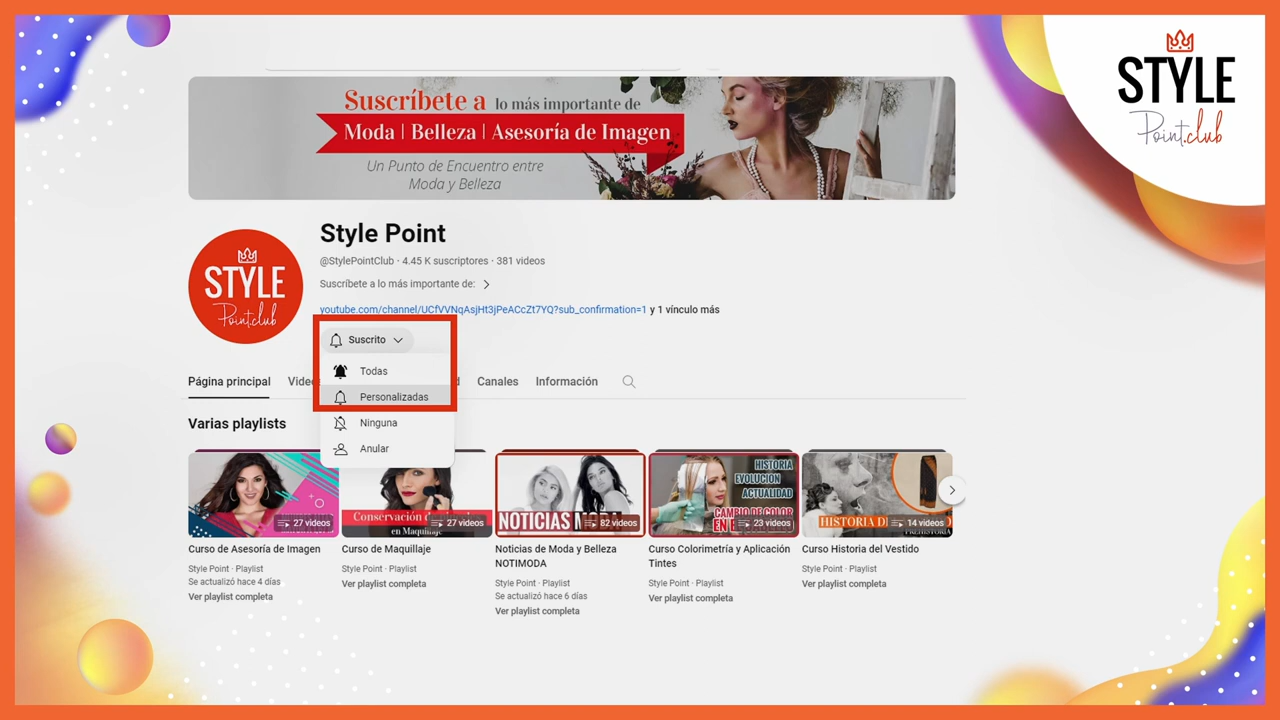 STYLE
Point.club
Suscríbete a lo más importante de
Moda | Belleza | Asesoría de Imagen
Un Punto de Encuentro entre
Moda y Belleza
STYLE
Point.club
Style Point
@StylePointClub · 4.45 K suscriptores · 381 videos
Suscríbete a lo más importante de:
youtube.com/channel/UCfVVNqAsjHt3jPeACcZt7YQ?sub_confirmation=1 y 1 vínculo más
Suscrito
Todas
Personalizadas
Ninguna
Anular
Página principal
Canales
Información
Varias playlists
27 videos
Conservación
en Maquillaje
27 videos
NOTICIAS
82 videos
HISTORIA
EVOLUCIÓN
ACTUALIDAD
CAMBIO DE COLOR
23 videos
HISTORIA
PREHISTORIA
14 videos
Curso de Asesoría de Imagen
Style Point · Playlist
Se actualizó hace 4 días
Ver playlist completa
Curso de Maquillaje
Style Point · Playlist
Ver playlist completa
Noticias de Moda y Belleza
NOTIMODA
Style Point · Playlist
Se actualizó hace 6 días
Ver playlist completa
Curso Colorimetría y Aplicación
Tintes
Style Point · Playlist
Ver playlist completa
Curso Historia del Vestido
Style Point · Playlist
Ver playlist completa